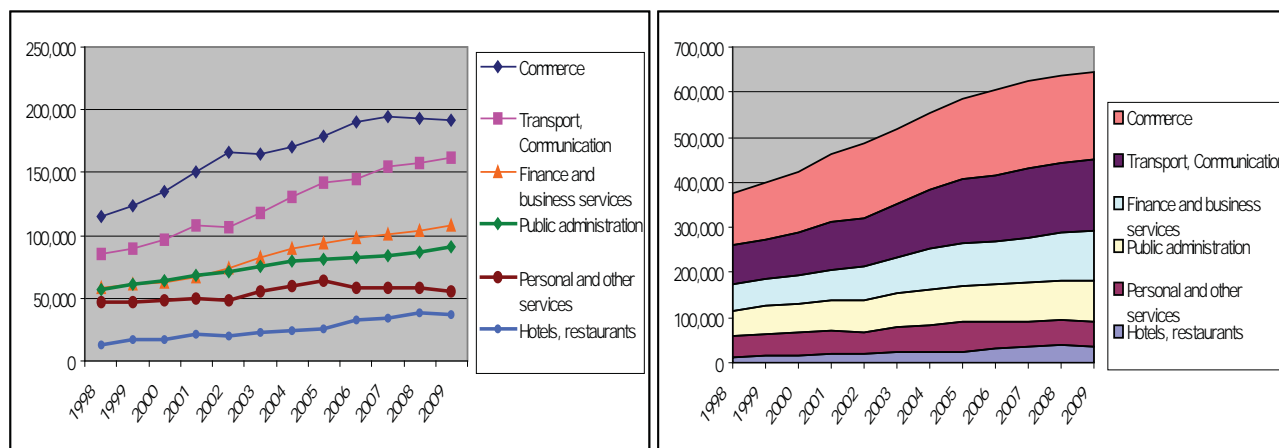 250,000
200,000
150,000
100,000
50,000
0
1998
1999
2000
2001
2002
2003
2004
2005
2006
2007
2008
2009
Commerce
Transport,
Communication
Finance and
business services
Public administration
Personal and other
services
Hotels, restaurants
700,000
600,000
500,000
400,000
300,000
200,000
100,000
0
1998
1999
2000
2001
2002
2003
2004
2005
2006
2007
2008
2009
Commerce
Transport, Communication
Finance and business
services
Public administration
Personal and other
services
Hotels, restaurants